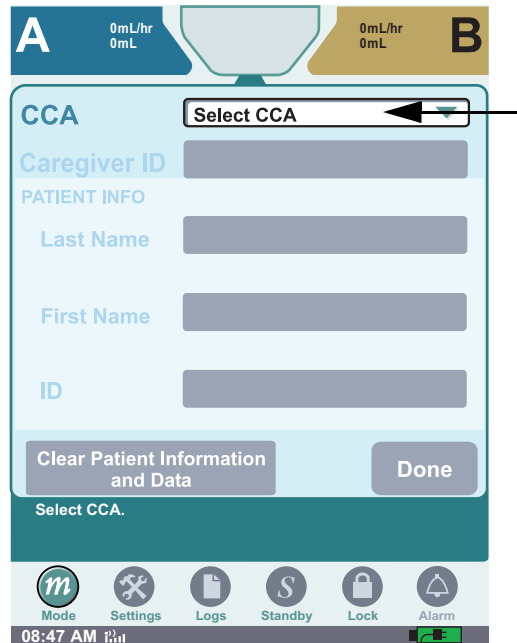 A
0mL/hr
0mL
0mL/hr
0mL
B
CCA
Select CCA
Caregiver ID
PATIENT INFO
Last Name
First Name
ID
Clear Patient Information
and Data
Done
Select CCA.
m
S
Mode Settings Logs Standby Lock Alarm
08:47 AM